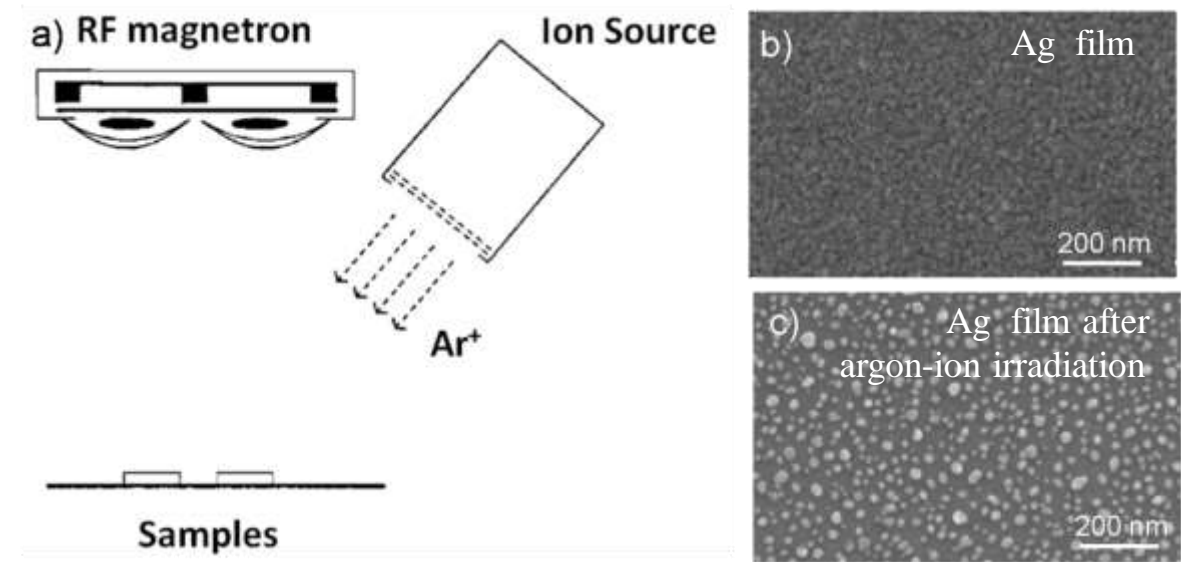 a) RF magnetron
Ion Source
Ar+
Samples
b)
Ag film
200 nm
c)
Ag film after
argon-ion irradiation
200 nm